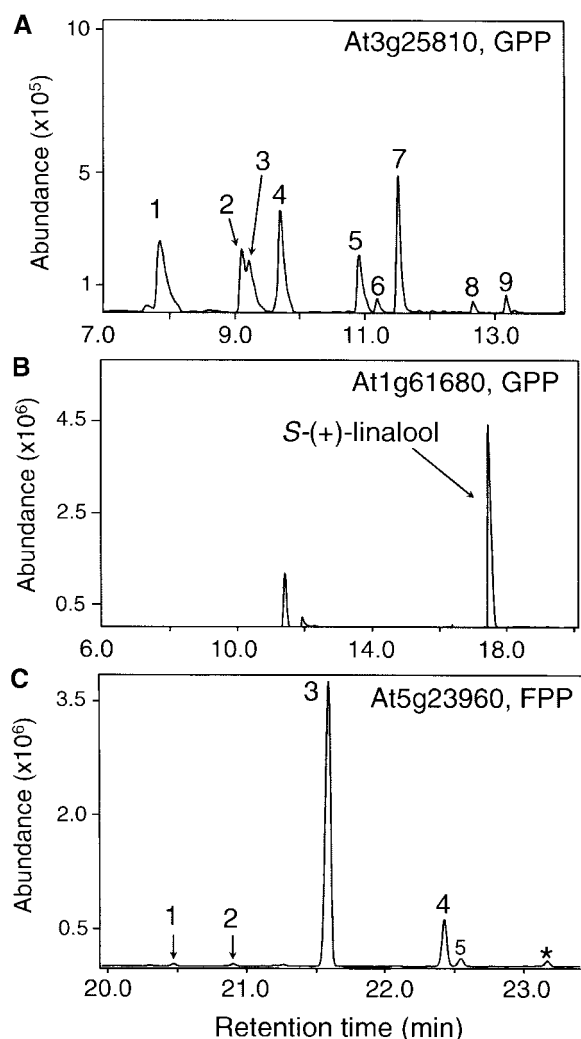 A
At3g25810, GPP
Abundance (x10⁵)
10
5
1
1
2
3
4
5
6
7
8
9
7.0 9.0 11.0 13.0
B
At1g61680, GPP
S-(+)-linalool
Abundance (x10⁶)
4.5
2.5
0.5
6.0 10.0 14.0 18.0
C
At5g23960, FPP
Abundance (x10⁶)
3.5
2.0
0.5
1
2
3
4
5
*
20.0 21.0 22.0 23.0
Retention time (min)